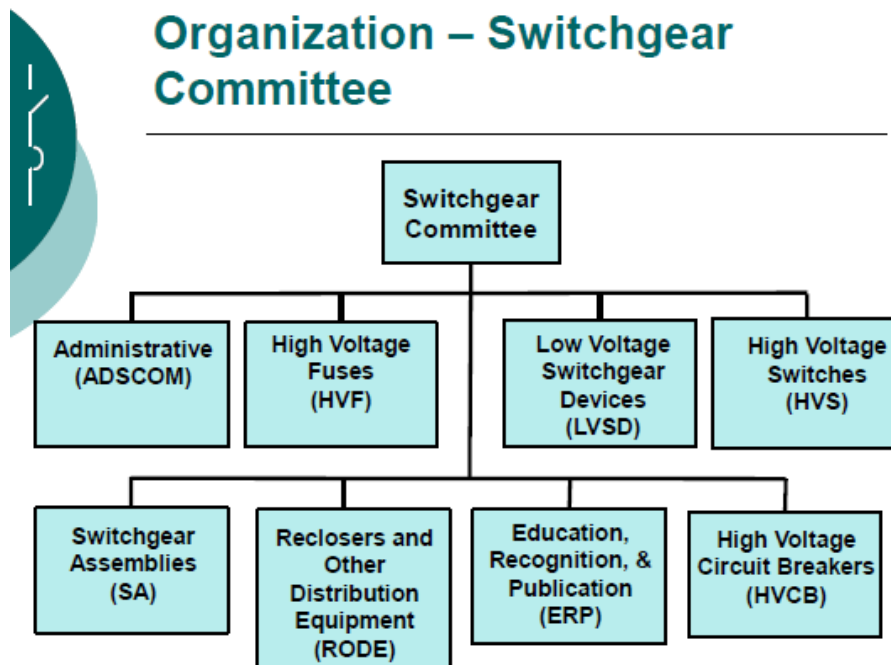 Organization – Switchgear
Committee
Switchgear
Committee
Administrative
(ADSCOM)
High Voltage
Fuses
(HVF)
Low Voltage
Switchgear
Devices
(LVSD)
High Voltage
Switches
(HVS)
Switchgear
Assemblies
(SA)
Reclosers and
Other
Distribution
Equipment
(RODE)
Education,
Recognition, &
Publication
(ERP)
High Voltage
Circuit Breakers
(HVCB)